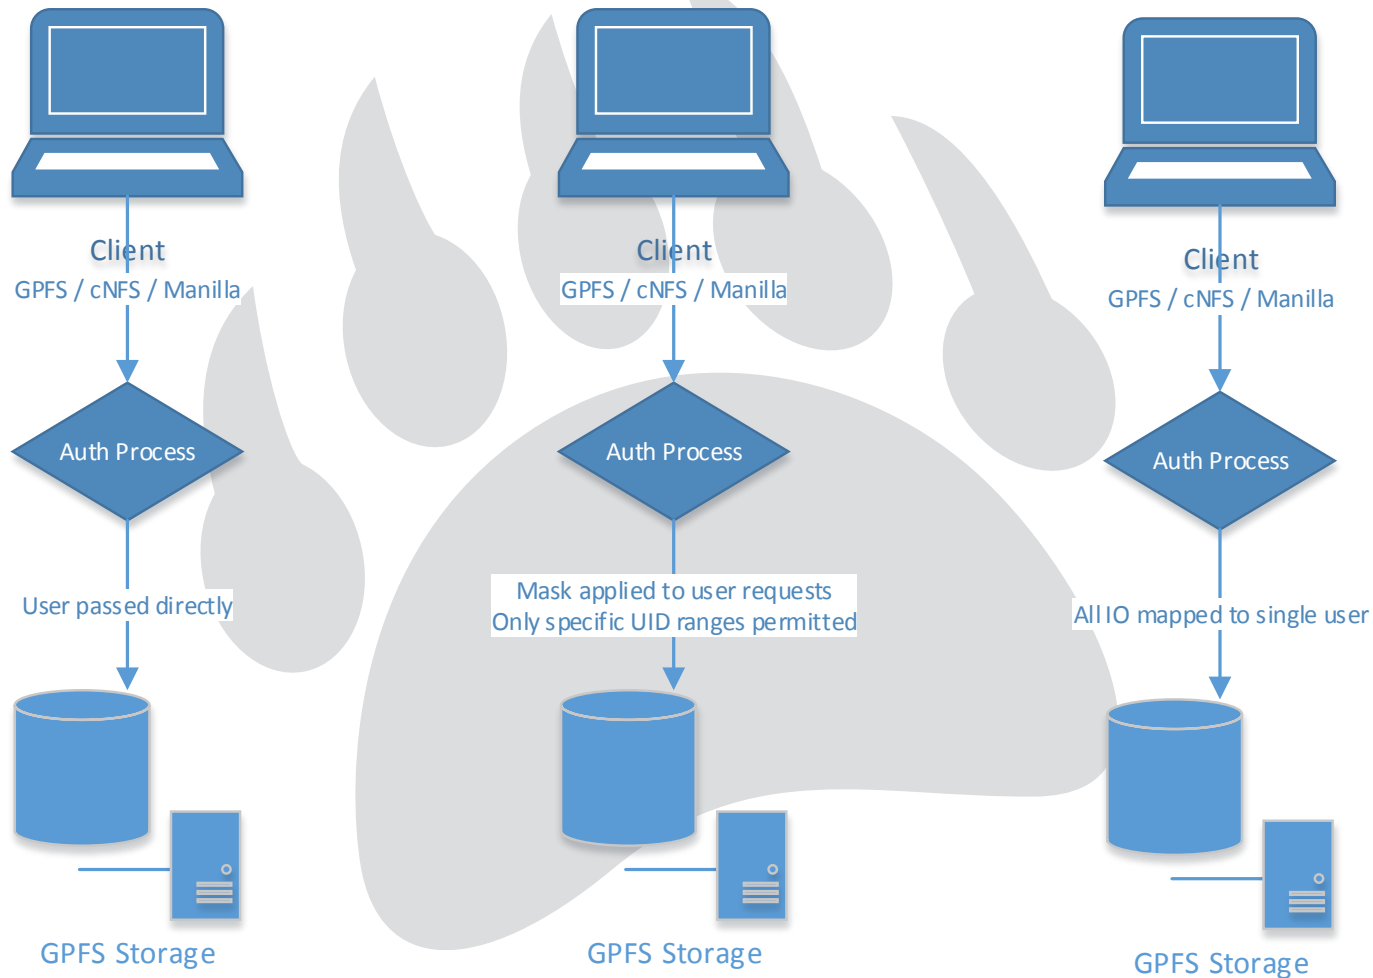 Client
GPFS / cNFS / Manilla
Auth Process
User passed directly
GPFS Storage
Client
GPFS / cNFS / Manilla
Auth Process
Mask applied to user requests
Only specific UID ranges permitted
GPFS Storage
Client
GPFS / cNFS / Manilla
Auth Process
All IO mapped to single user
GPFS Storage